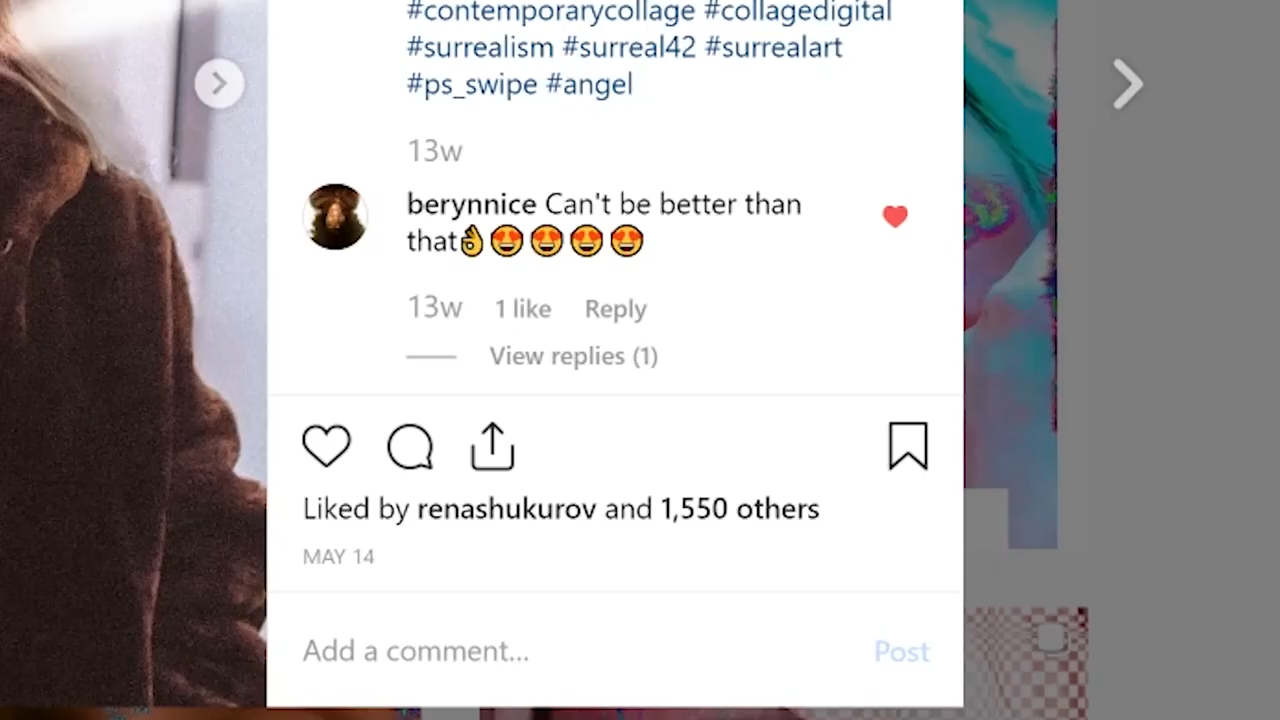 #contemporarycollage #collagedigital
#surrealism #surreal42 #surrealart
#ps_swipe #angel
13w
berynnice Can't be better than
that👌😍😍😍😍
13w 1 like Reply
View replies (1)
Liked by renashukurov and 1,550 others
MAY 14
Add a comment... Post